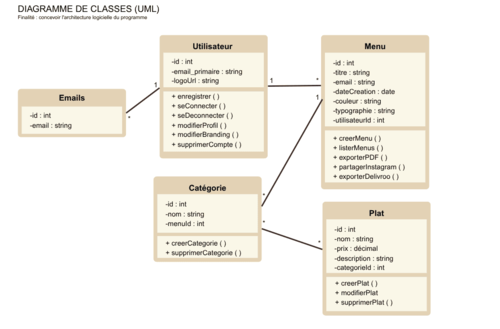 DIAGRAMME DE CLASSES (UML)
Finalité : concevoir l'architecture logicielle du programme
Utilisateur
-id : int
-email_primaire : string
-logoUrl : string
+ enregistrer ( )
+ seConnecter ( )
+ seDeconnecter ( )
+ modifierProfil ( )
+ modifierBranding ( )
+ supprimerCompte ( )
Menu
-id : int
-titre : string
-email : string
-dateCreation : date
-couleur : string
-typographie : string
-utilisateurId : int
+ creerMenu ( )
+ listerMenus ( )
+ exporterPDF ( )
+ partagerInstagram ( )
+ exporterDelivroo ( )
Emails
-id : int
-email : string
1
*
1
*
1
*
Catégorie
-id : int
-nom : string
-menuId : int
+ creerCategorie ( )
+ supprimerCategorie ( )
*
*
Plat
-id : int
-nom : string
-prix : décimal
-description : string
-categorieId : int
+ creerPlat ( )
+ modifierPlat
+ supprimerPlat ( )